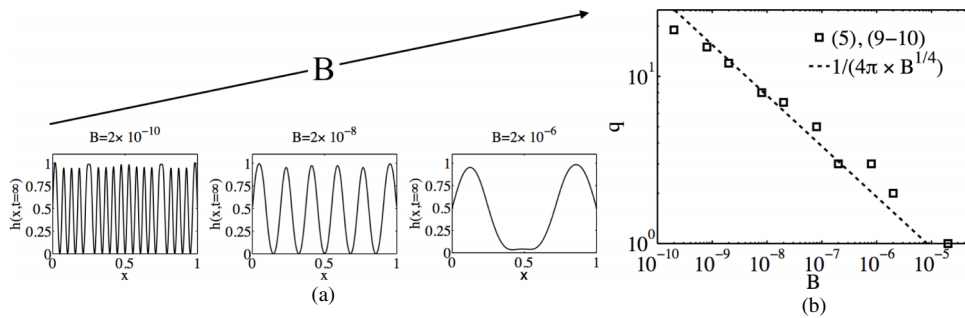 B
B=2× 10⁻¹⁰
B=2× 10⁻⁸
B=2× 10⁻⁶
h(x,t=∞)
1
0.75
0.5
0.25
0
0
0.5
1
x
h(x,t=∞)
1
0.75
0.5
0.25
0
0
0.5
1
x
h(x,t=∞)
1
0.75
0.5
0.25
0
0
0.5
1
x
(a)
(5), (9−10)
1/(4π × B^1/4)
q
10¹
10⁰
10⁻¹⁰
10⁻⁹
10⁻⁸
10⁻⁷
10⁻⁶
10⁻⁵
B
(b)